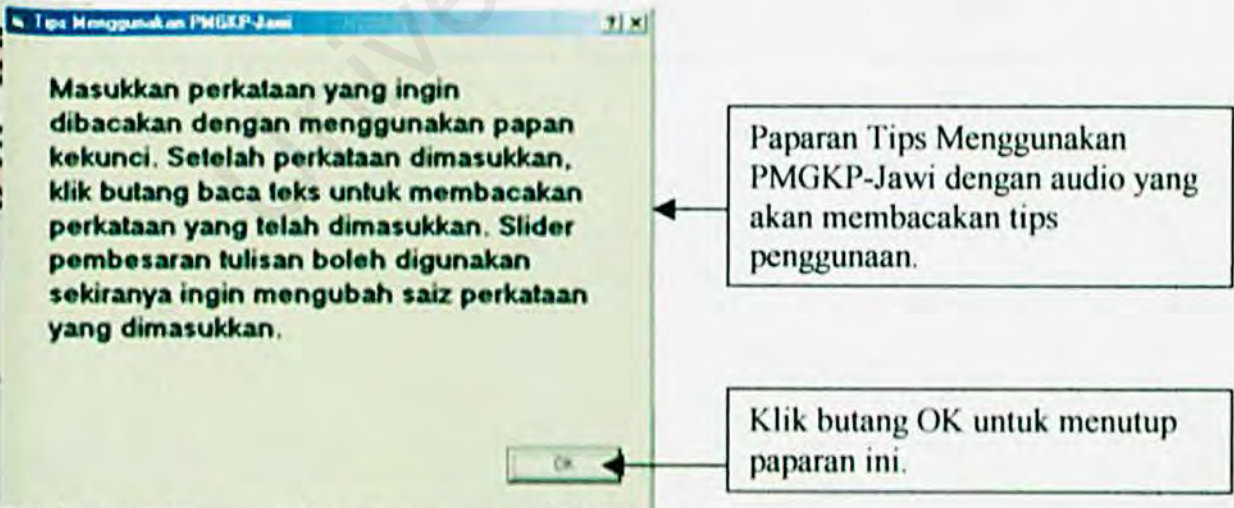 Tips Menggunakan PMGKP-Jawi
Masukkan perkataan yang ingin
dibacakan dengan menggunakan papan
kekunci. Setelah perkataan dimasukkan,
klik butang baca teks untuk membacakan
perkataan yang telah dimasukkan. Slider
pembesaran tulisan boleh digunakan
sekiranya ingin mengubah saiz perkataan
yang dimasukkan.
OK
Paparan Tips Menggunakan
PMGKP-Jawi dengan audio yang
akan membacakan tips
penggunaan.
Klik butang OK untuk menutup
paparan ini.